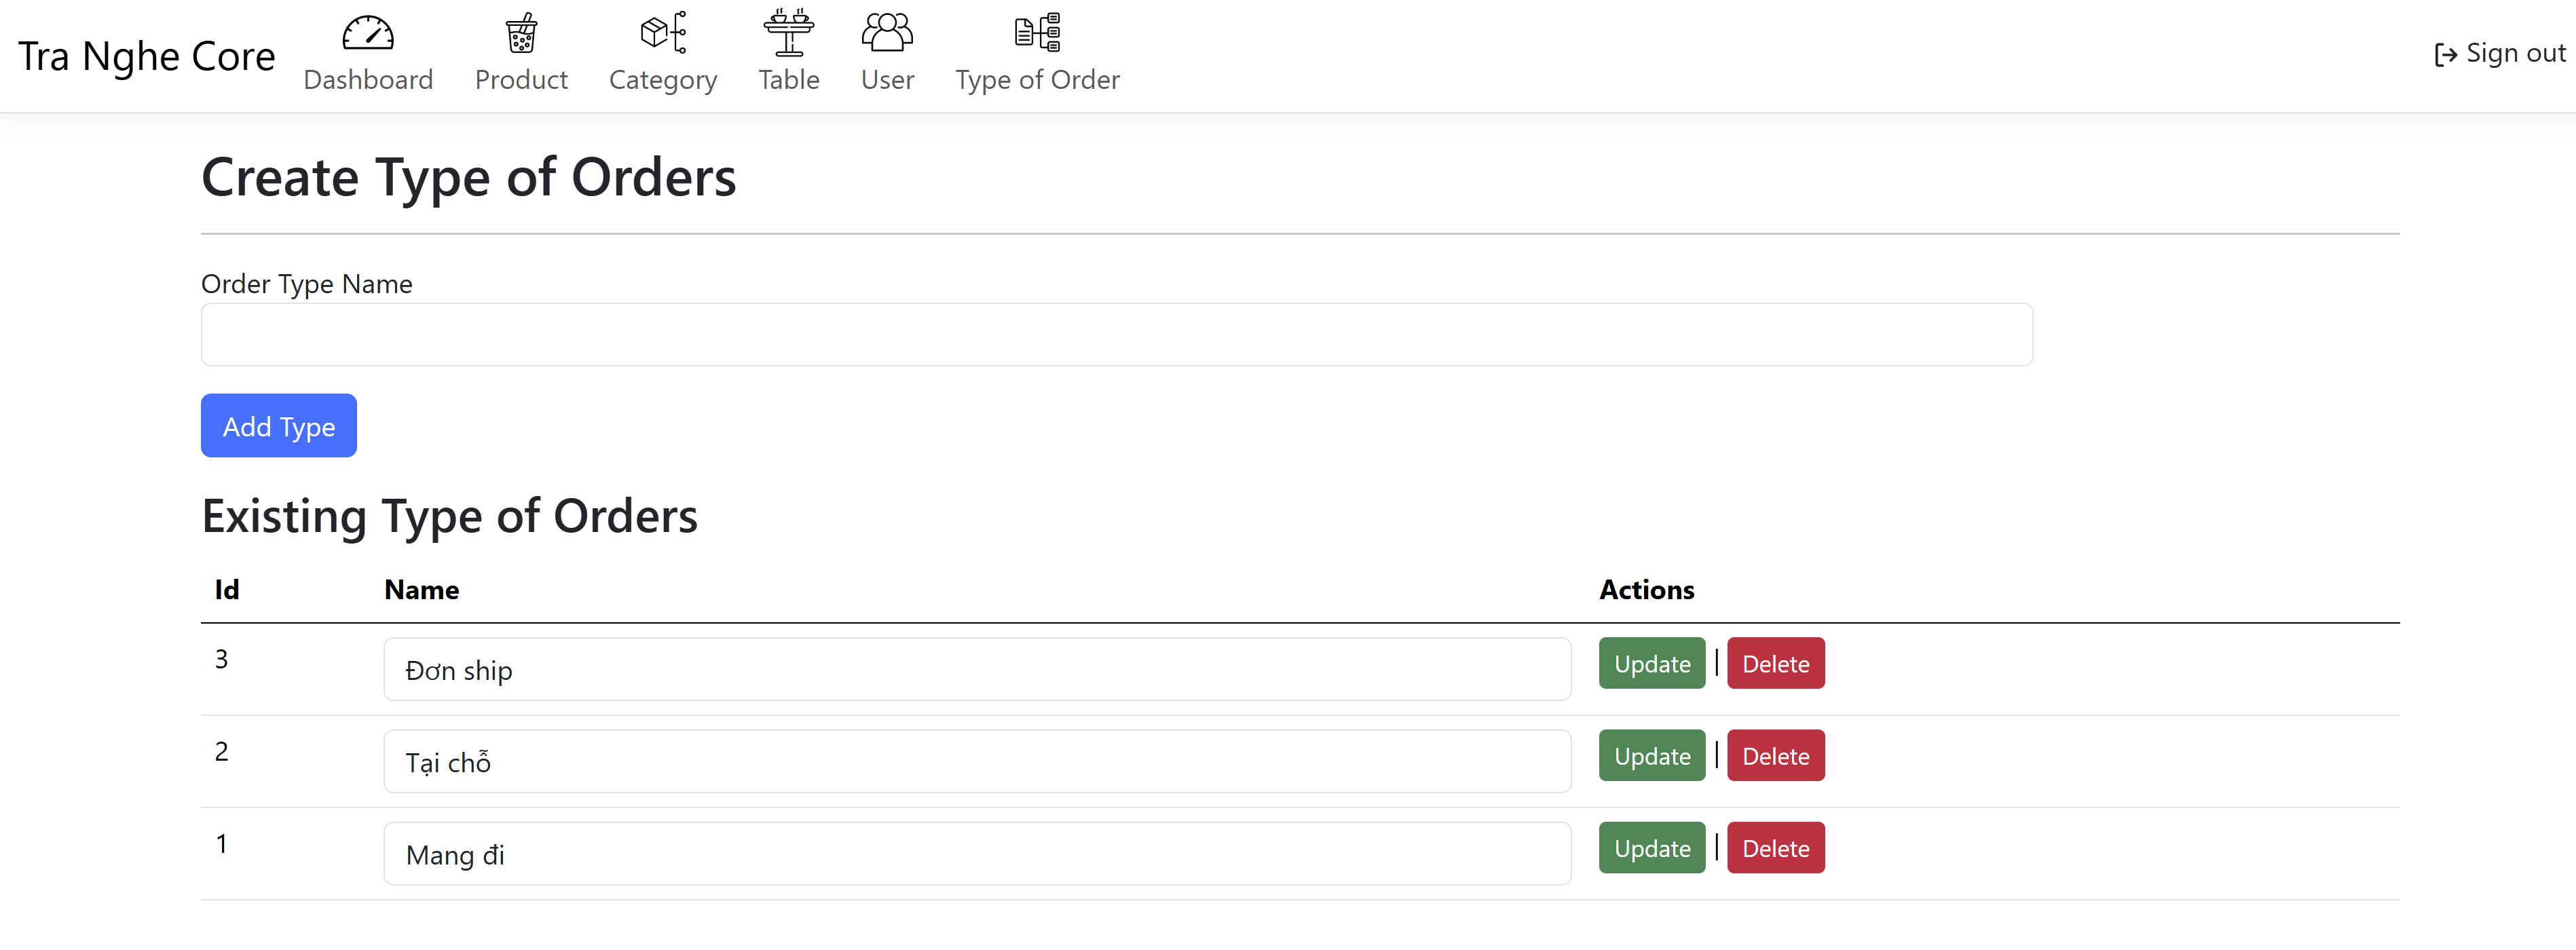 Tra Nghe Core
Dashboard
Product
Category
Table
User
Type of Order
Sign out
Create Type of Orders
Order Type Name
Add Type
Existing Type of Orders
Id Name Actions
3 Đơn ship Update | Delete
2 Tại chỗ Update | Delete
1 Mang đi Update | Delete